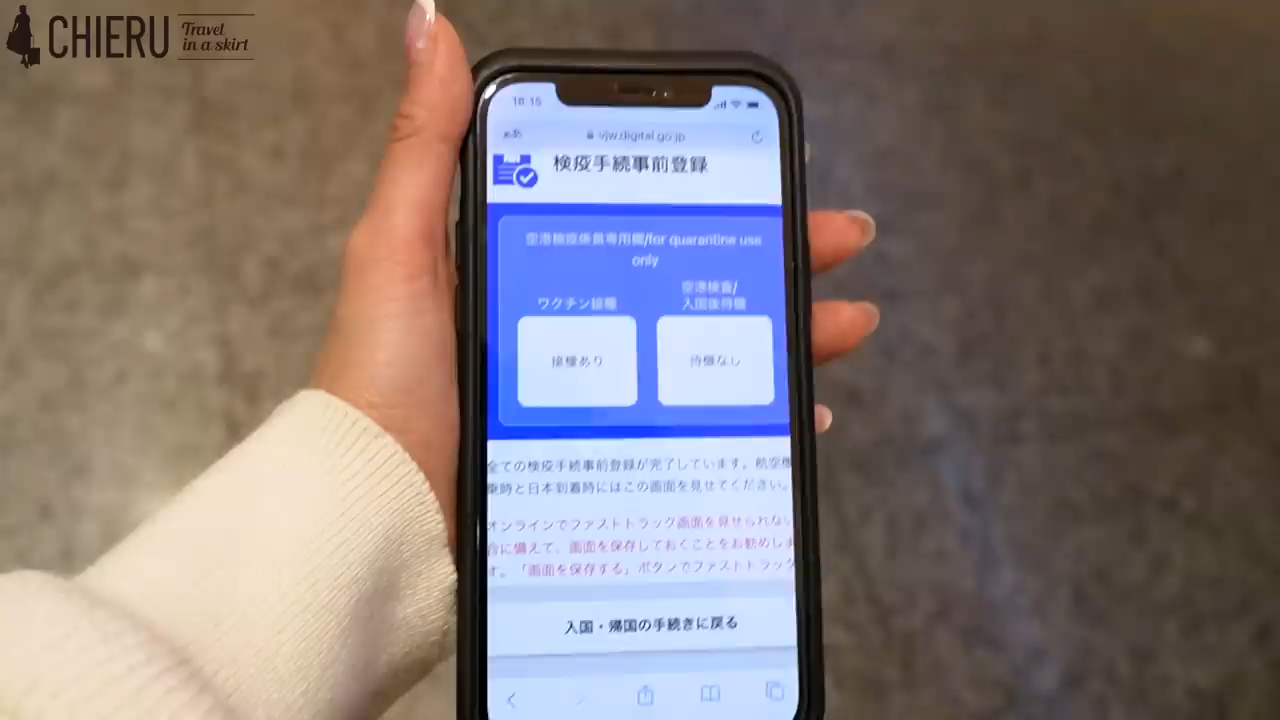 CHIERU
Travel
in a skirt
18:15
ぁあ
vjw.digital.go.jp
検疫手続事前登録
空港検疫係員専用欄/for quarantine use
only
ワクチン接種
空港検査/
入国後待機
接種あり
待機なし
全ての検疫手続事前登録が完了しています。航空機
乗時と日本到着時にはこの画面を見せてください。
オンラインでファストトラック画面を見せられない
合に備えて、画面を保存しておくことをお勧めしま
す。「画面を保存する」ボタンでファストトラック
入国・帰国の手続きに戻る